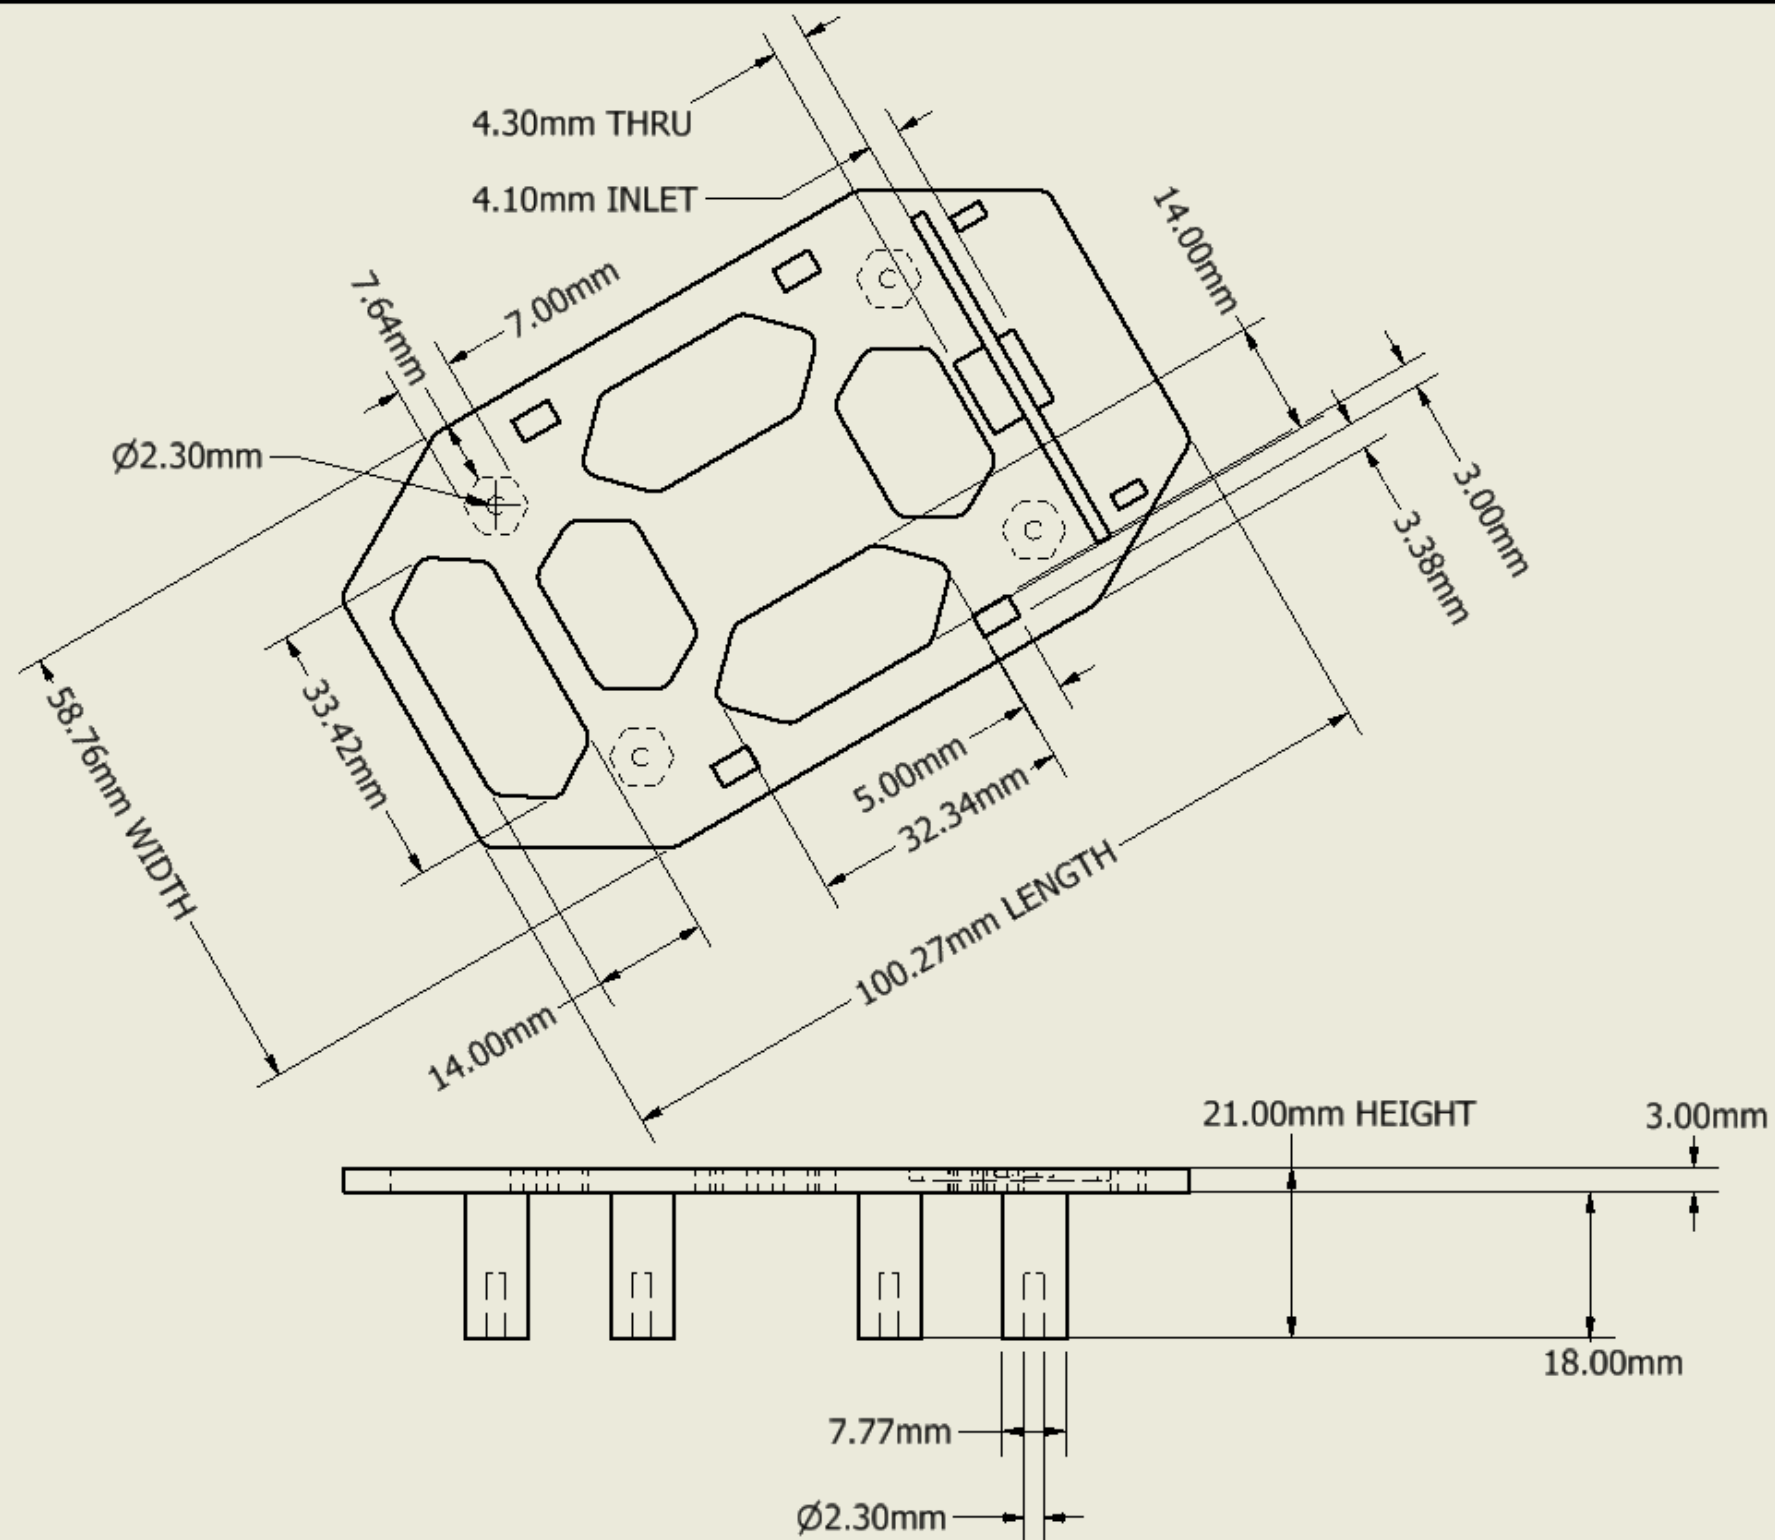 4.30mm THRU
4.10mm INLET
14.00mm
7.00mm
7.64mm
Ø2.30mm
3.00mm
3.38mm
58.76mm WIDTH
33.42mm
5.00mm
32.34mm
100.27mm LENGTH
14.00mm
21.00mm HEIGHT
3.00mm
18.00mm
7.77mm
Ø2.30mm